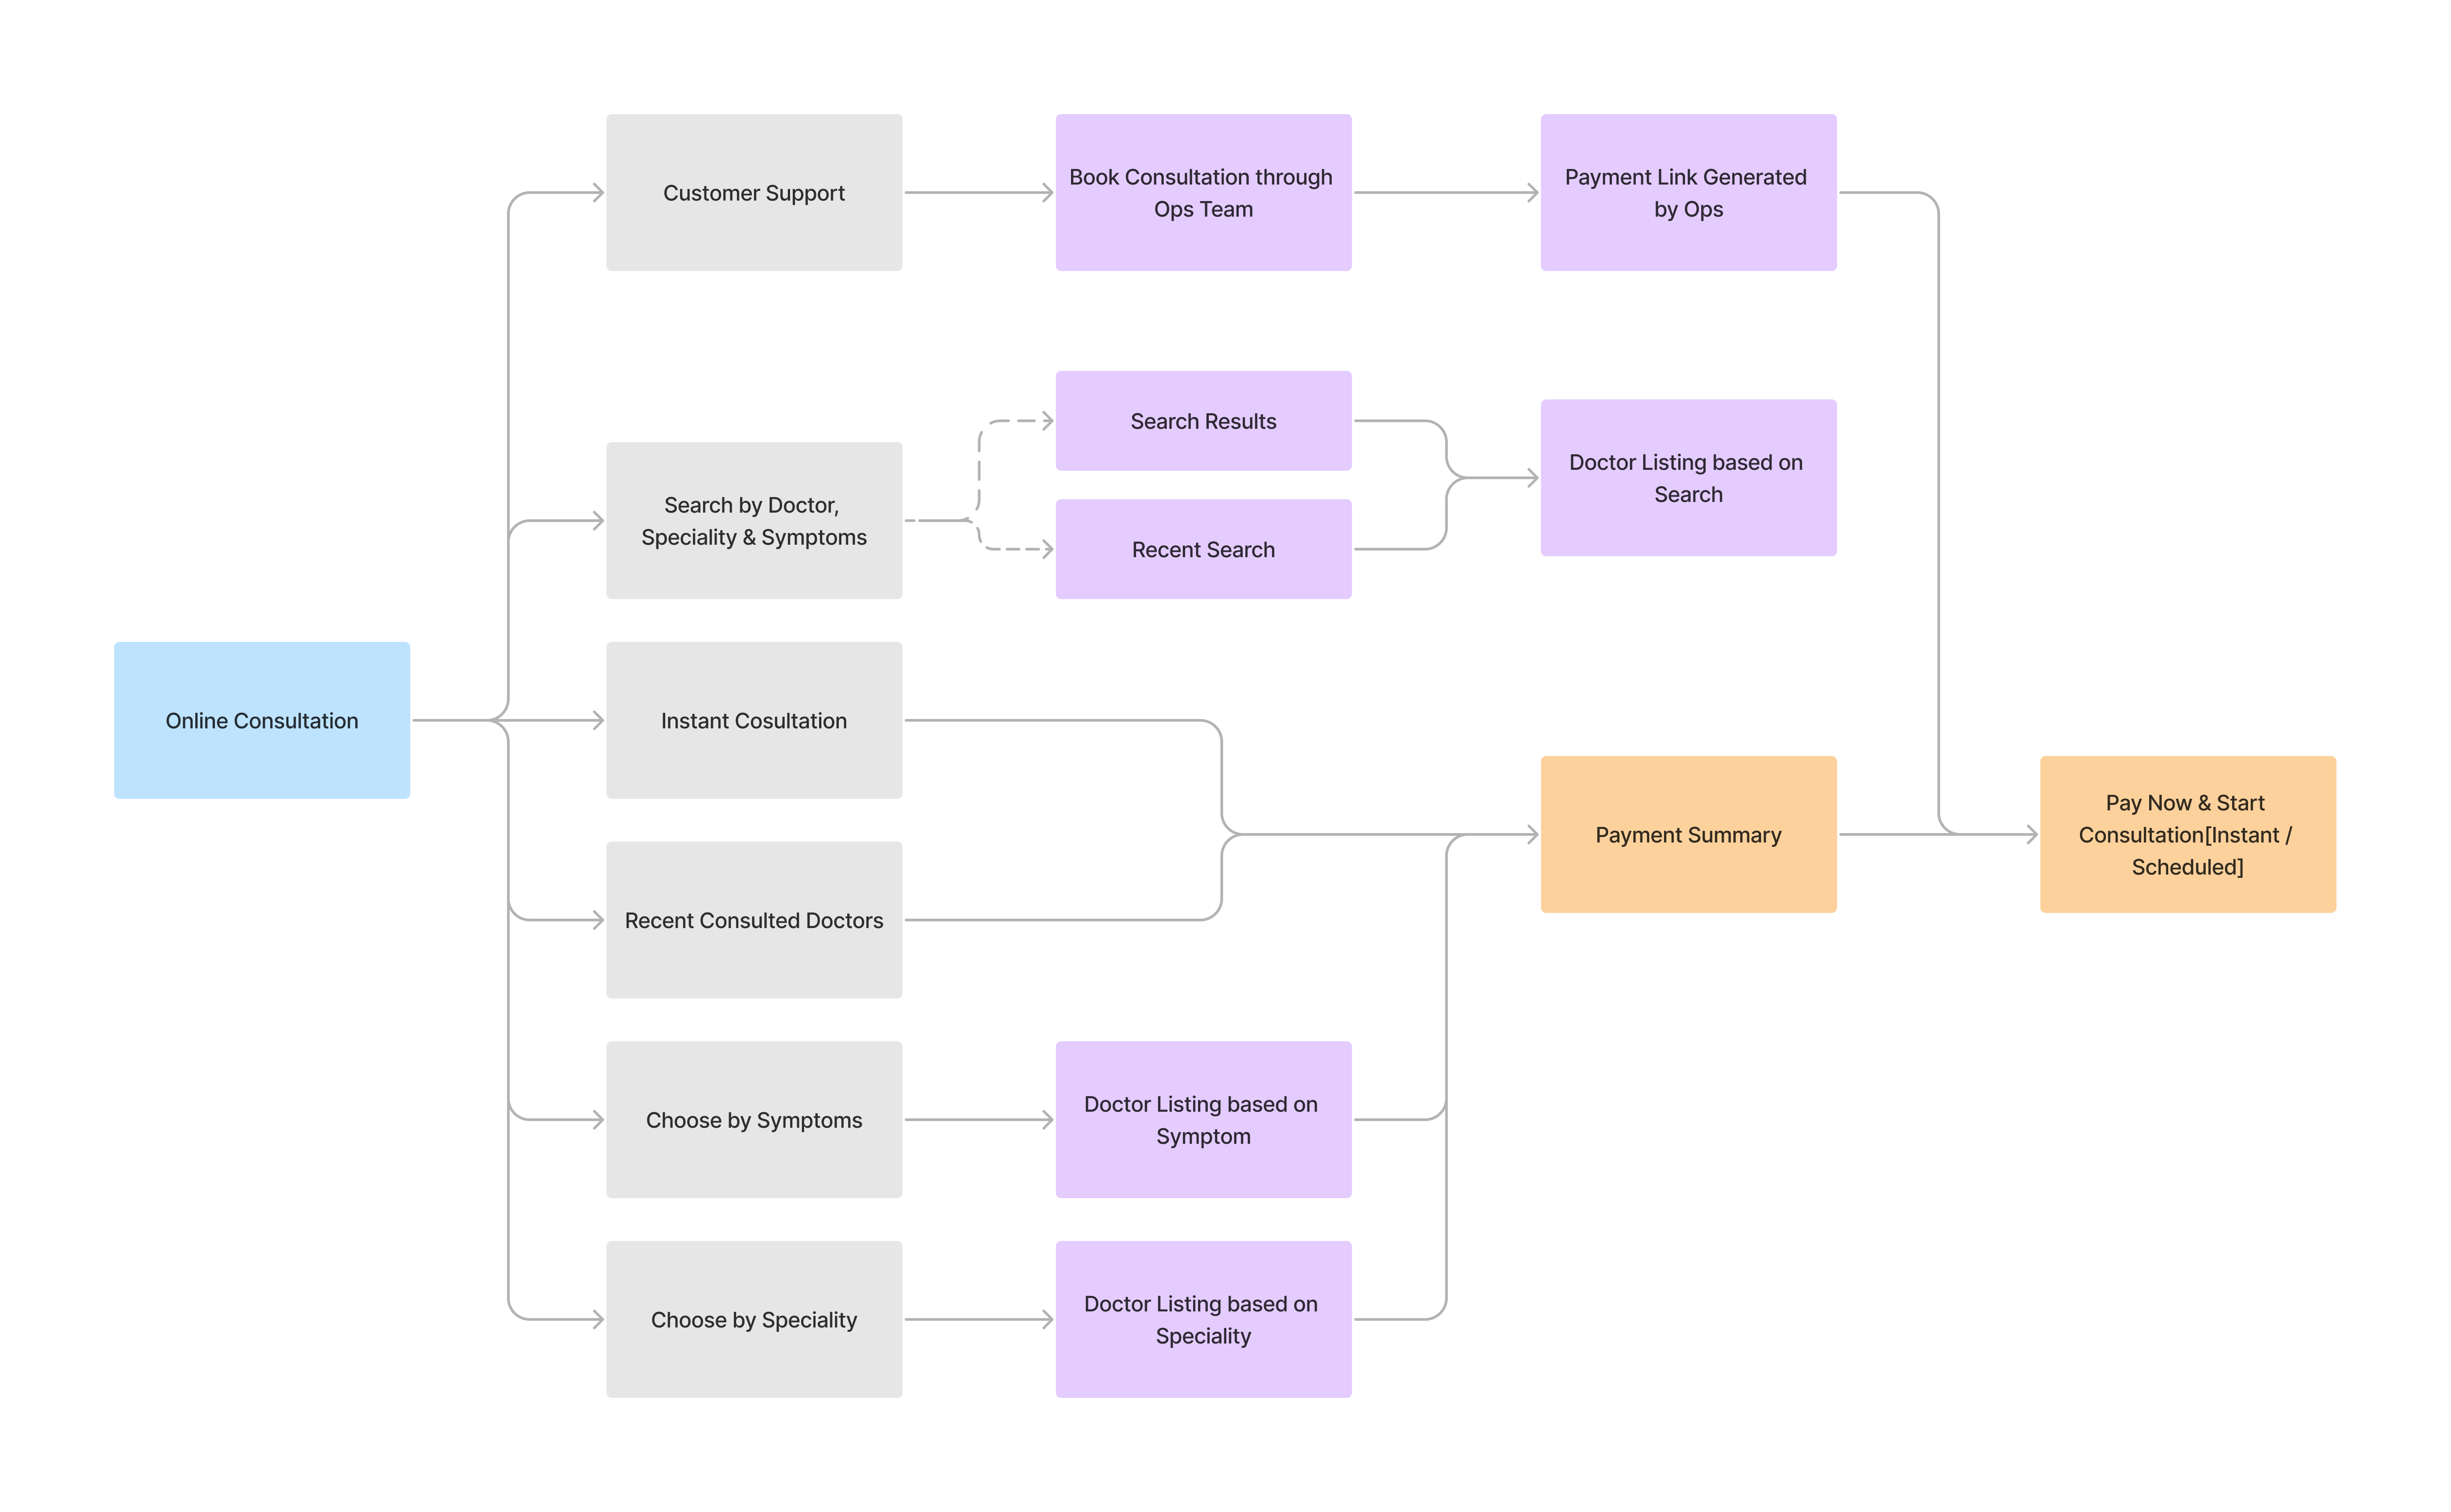 Customer Support
Book Consultation through
Ops Team
Payment Link Generated
by Ops
Search by Doctor,
Speciality & Symptoms
Search Results
Recent Search
Doctor Listing based on
Search
Online Consultation
Instant Cosultation
Recent Consulted Doctors
Payment Summary
Pay Now & Start
Consultation[Instant /
Scheduled]
Choose by Symptoms
Doctor Listing based on
Symptom
Choose by Speciality
Doctor Listing based on
Speciality